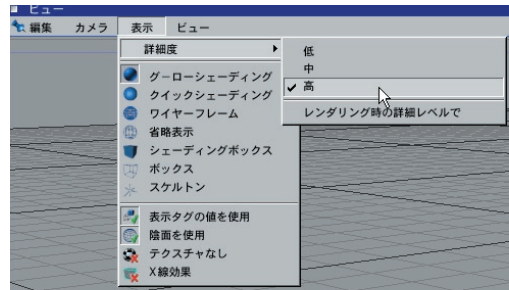 ビュー
編集 カメラ 表示 ビュー
詳細度
低
中
高
レンダリング時の詳細レベルで
グーローシェーディング
クイックシェーディング
ワイヤーフレーム
省略表示
シェーディングボックス
ボックス
スケルトン
表示タグの値を使用
陰面を使用
テクスチャなし
X線効果